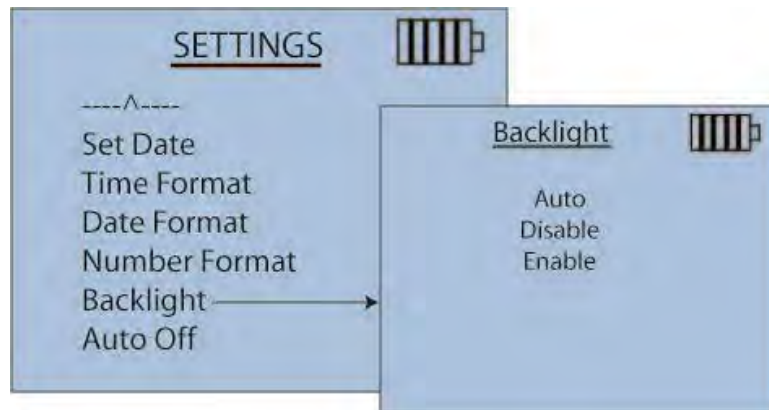 SETTINGS
----^----
Set Date
Time Format
Date Format
Number Format
Backlight
Auto Off
Backlight
Auto
Disable
Enable